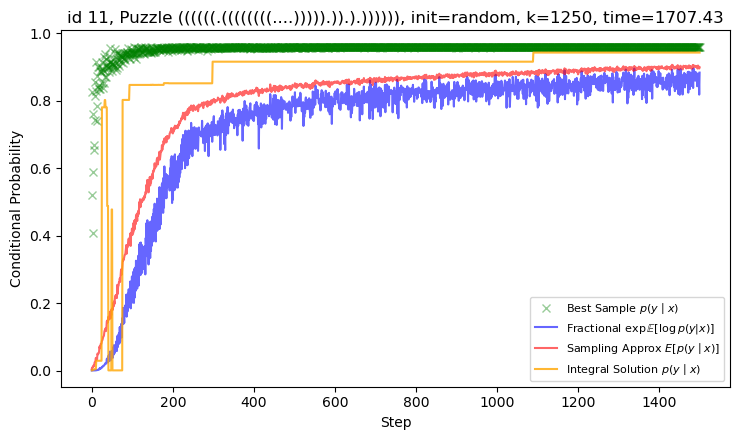 id 11, Puzzle ((((((.((((((((....))))).)).).)))))), init=random, k=1250, time=1707.43
1.0
0.8
0.6
0.4
0.2
0.0
Conditional Probability
0
200
400
600
800
1000
1200
1400
Step
Best Sample p(y | x)
Fractional exp 𝔼[log p(y|x)]
Sampling Approx E[p(y | x)]
Integral Solution p(y | x)